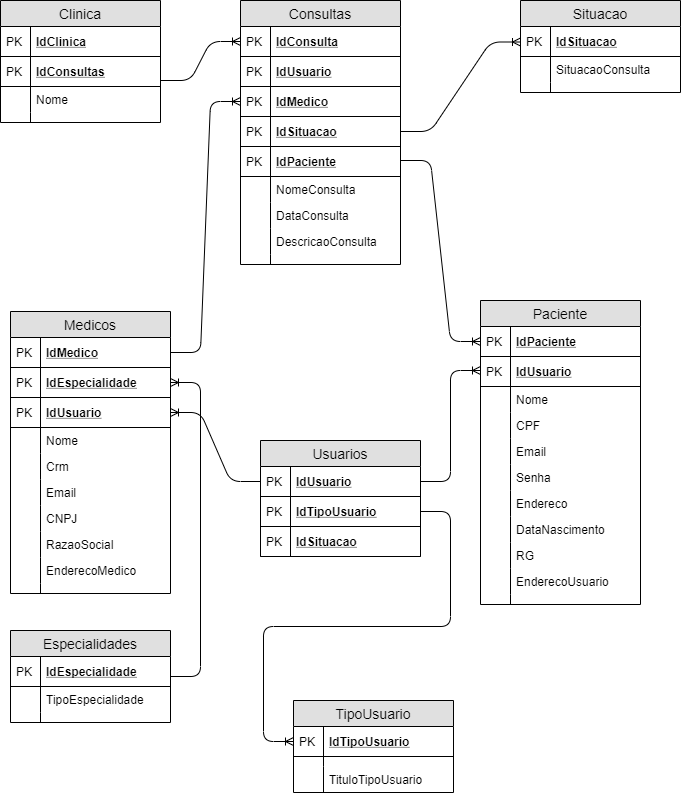 Clinica
PK IdClinica
PK IdConsultas
Nome
Consultas
PK IdConsulta
PK IdUsuario
PK IdMedico
PK IdSituacao
PK IdPaciente
NomeConsulta
DataConsulta
DescricaoConsulta
Situacao
PK IdSituacao
SituacaoConsulta
Medicos
PK IdMedico
PK IdEspecialidade
PK IdUsuario
Nome
Crm
Email
CNPJ
RazaoSocial
EnderecoMedico
Paciente
PK IdPaciente
PK IdUsuario
Nome
CPF
Email
Senha
Endereco
DataNascimento
RG
EnderecoUsuario
Usuarios
PK IdUsuario
PK IdTipoUsuario
PK IdSituacao
Especialidades
PK IdEspecialidade
TipoEspecialidade
TipoUsuario
PK IdTipoUsuario
TituloTipoUsuario